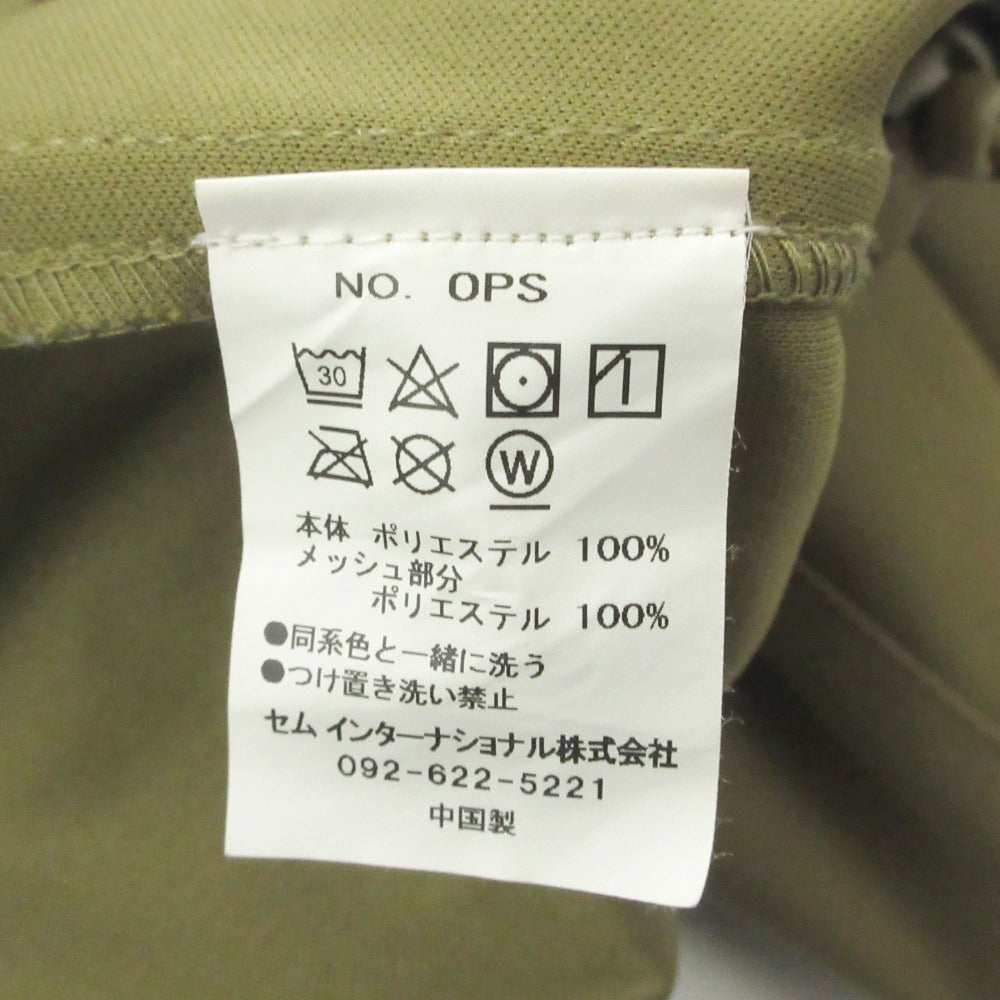 NO. OPS
30
W
本体 ポリエステル 100%
メッシュ部分
ポリエステル 100%
●同系色と一緒に洗う
●つけ置き洗い禁止
セム インターナショナル株式会社
092-622-5221
中国製